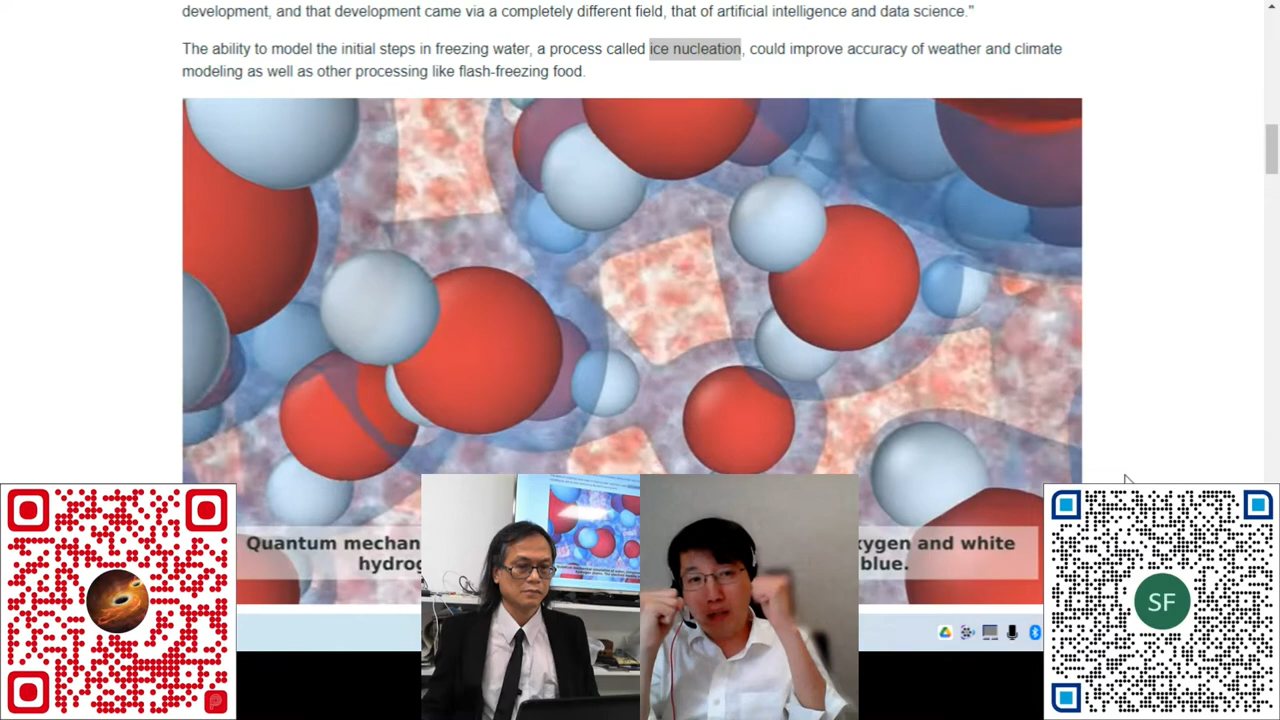 development, and that development came via a completely different field, that of artificial intelligence and data science.”
The ability to model the initial steps in freezing water, a process called ice nucleation, could improve accuracy of weather and climate
modeling as well as other processing like flash-freezing food.
Quantum mechan
xygen and white
hydrog
blue.
SF